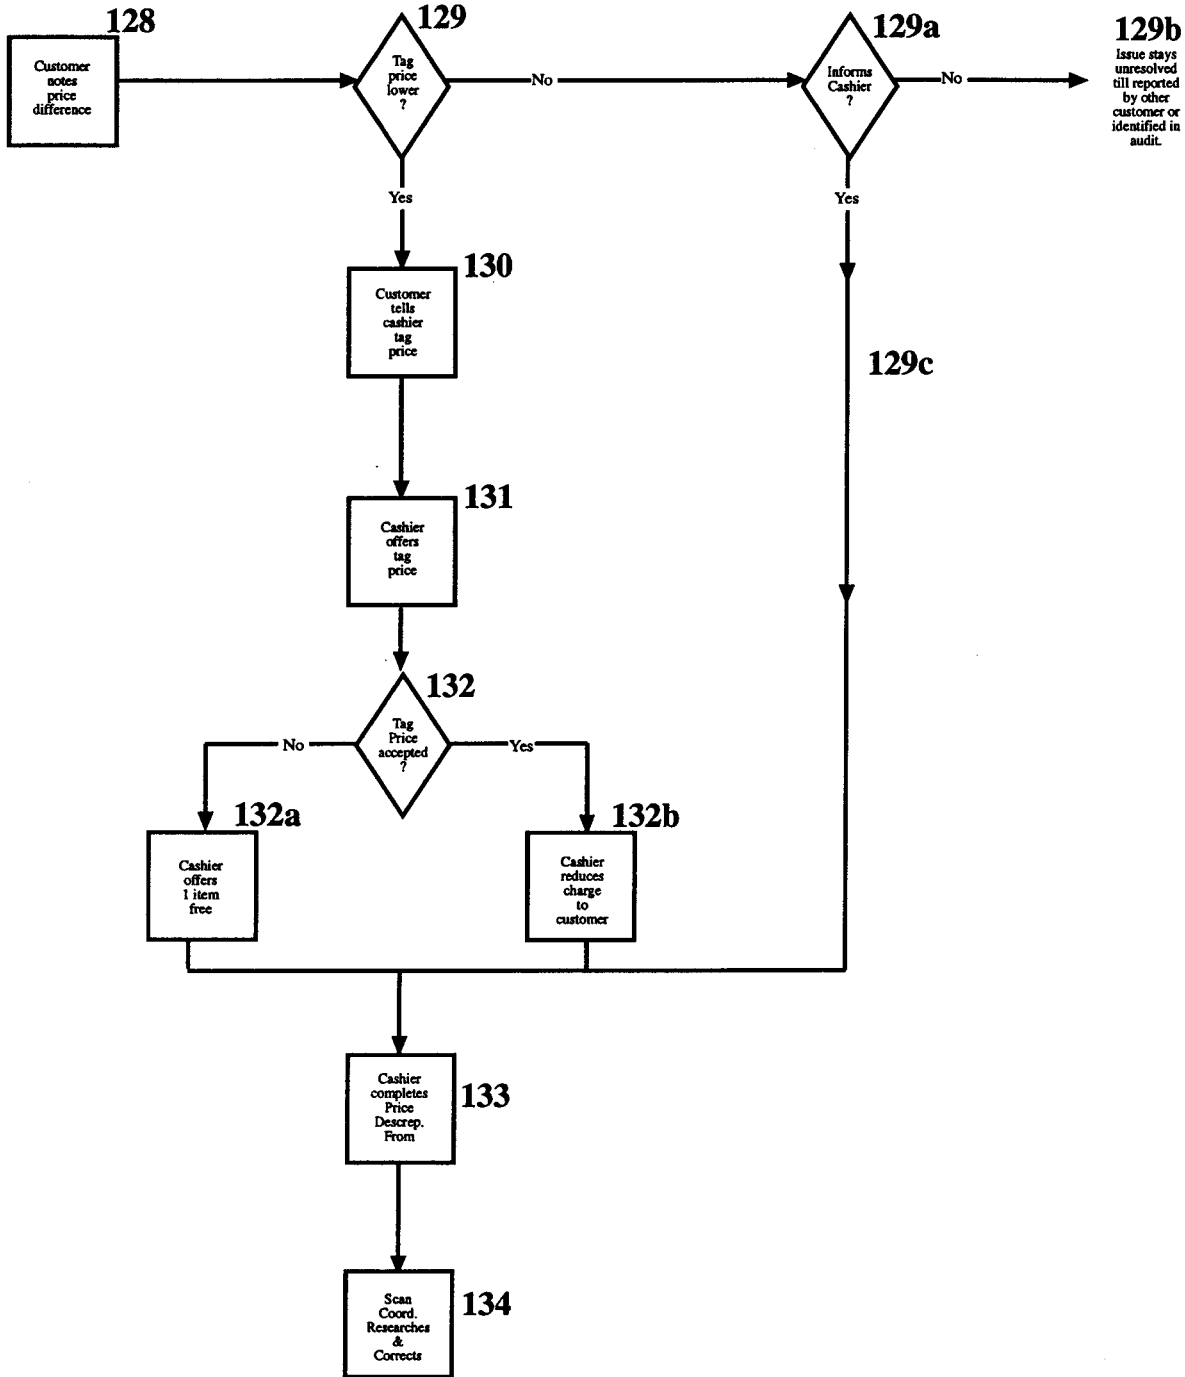 128
Customer
notes
price
difference
129
Tag
price
lower
?
No
129a
Informs
Cashier
?
No
129b
Issue stays
unresolved
till reported
by other
customer or
identified in
audit.
Yes
Yes
130
Customer
tells
cashier
tag
price
129c
131
Cashier
offers
tag
price
132
Tag
Price
accepted
?
No
Yes
132a
Cashier
offers
1 item
free
132b
Cashier
reduces
charge
to
customer
133
Cashier
completes
Price
Descrep.
From
134
Scan
Coord.
Researches
&
Corrects